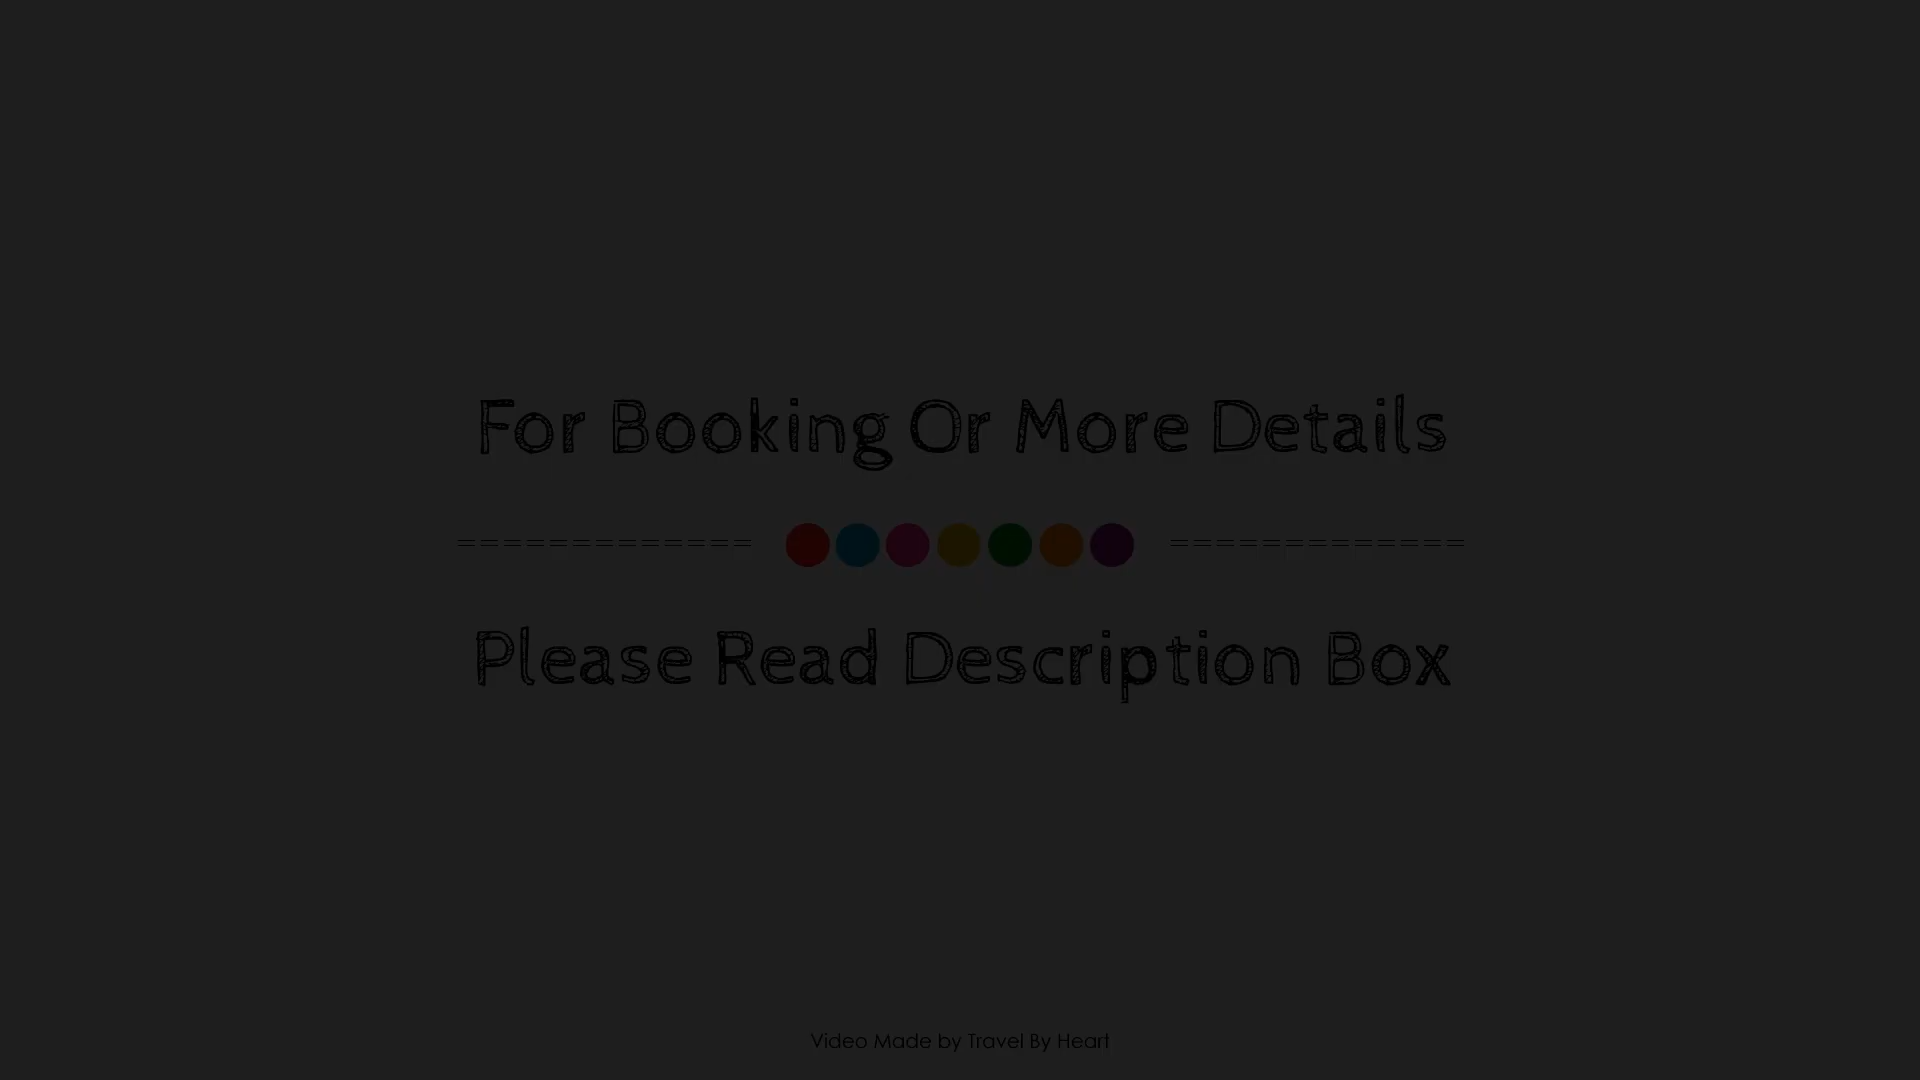 For Booking Or More Details
============= =============
Please Read Description Box
Video Made by Travel By Heart